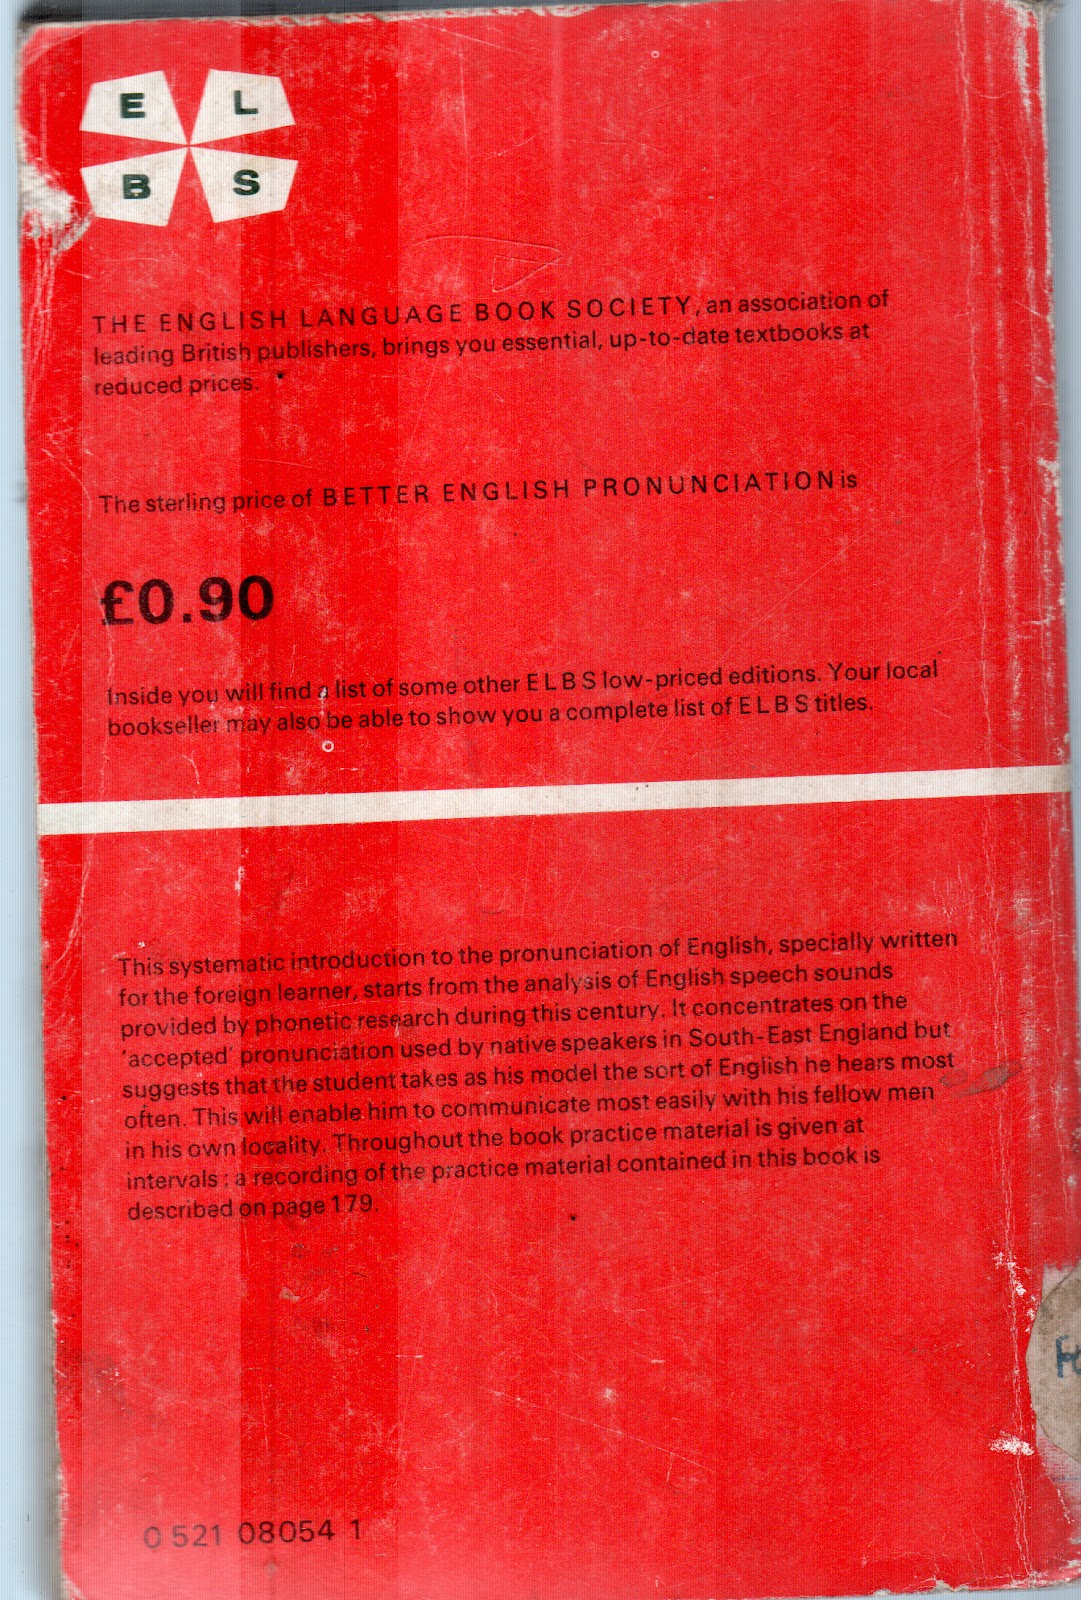 E L
B S
THE ENGLISH LANGUAGE BOOK SOCIETY, an association of
leading British publishers, brings you essential, up-to-date textbooks at
reduced prices.
The sterling price of BETTER ENGLISH PRONUNCIATION is
£0.90
Inside you will find a list of some other ELBS low-priced editions. Your local
bookseller may also be able to show you a complete list of ELBS titles.
This systematic introduction to the pronunciation of English, specially written
for the foreign learner, starts from the analysis of English speech sounds
provided by phonetic research during this century. It concentrates on the
'accepted' pronunciation used by native speakers in South-East England but
suggests that the student takes as his model the sort of English he hears most
often. This will enable him to communicate most easily with his fellow men
in his own locality. Throughout the book practice material is given at
intervals : a recording of the practice material contained in this book is
described on page 179.
0 521 08054 1